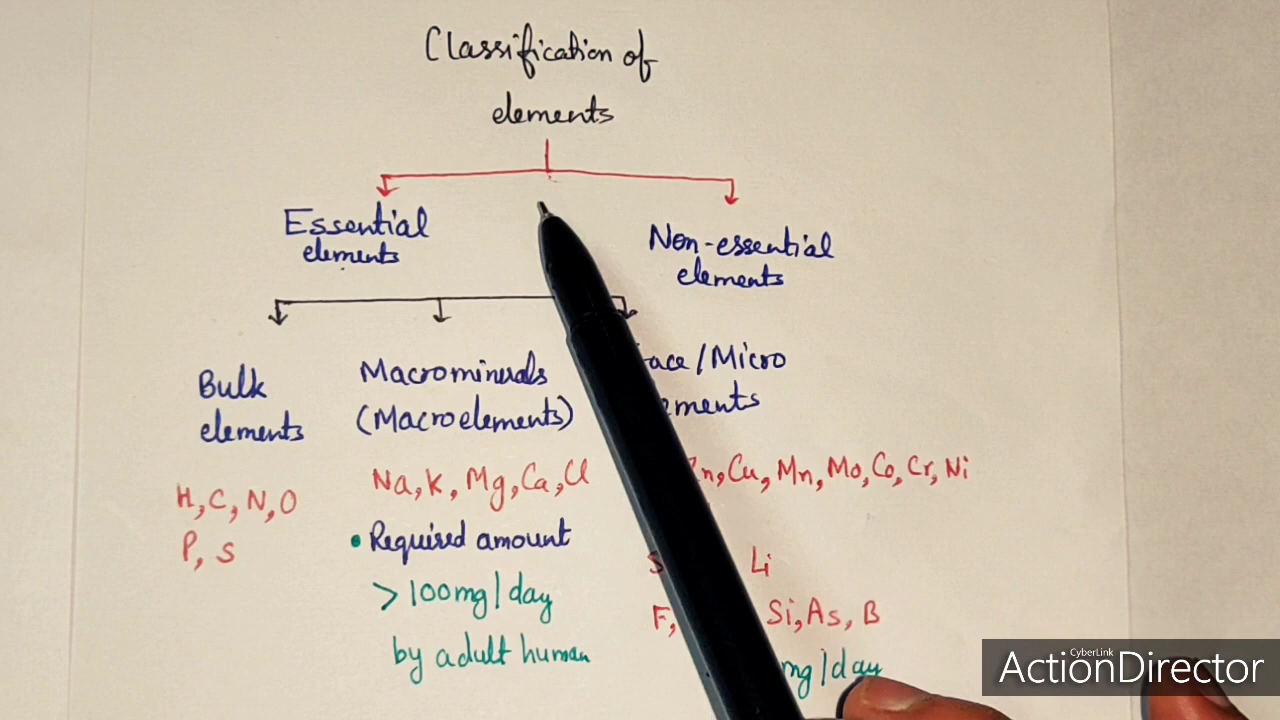 Classification of
elements
Essential
elements
Non-essential
elements
Bulk
elements
H, C, N, O
P, S
Macrominerals
(Macroelements)
Na, K, Mg, Ca, Cl
• Required amount
>100mg/day
by adult human
/Micro
Cu, Mn, Mo, Co, Cr, Ni
Li
F,
Si, As, B
mg/day
CyberLink
ActionDirector